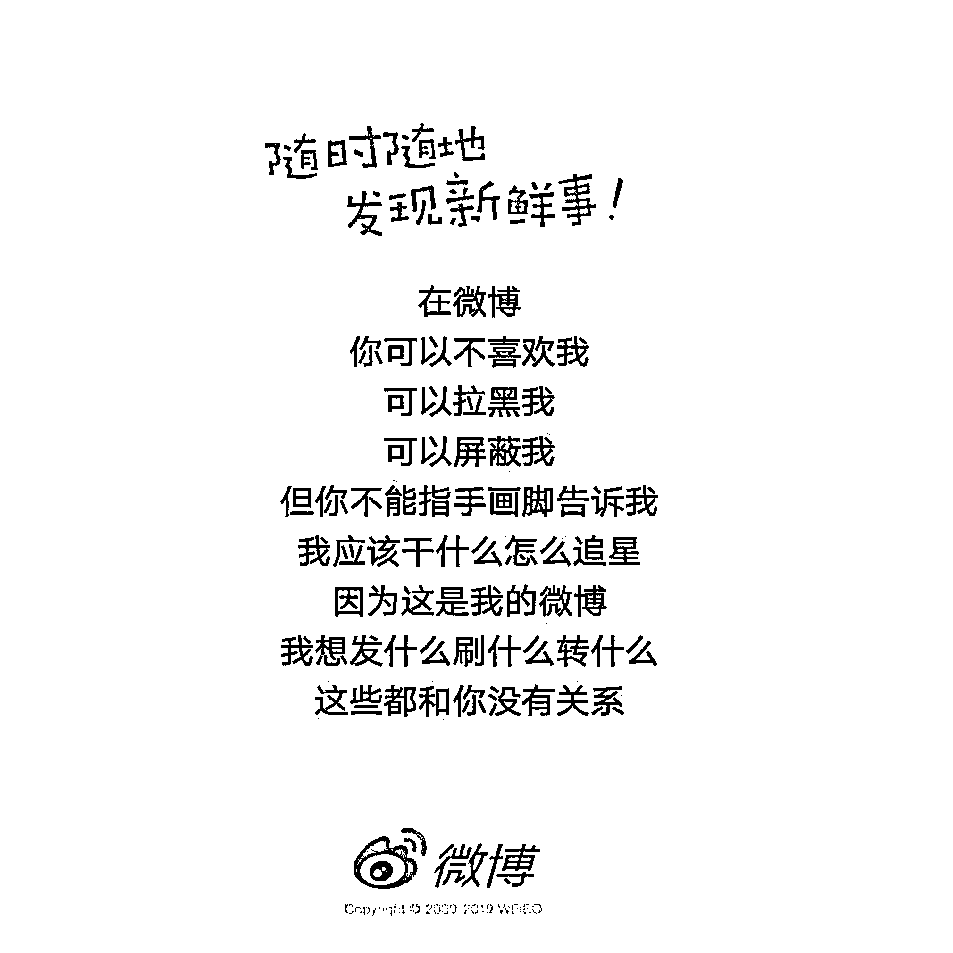 随时随地
发现新鲜事!
在微博
你可以不喜欢我
可以拉黑我
可以屏蔽我
但你不能指手画脚告诉我
我应该干什么怎么追星
因为这是我的微博
我想发什么刷什么转什么
这些都和你没有关系
微博
Copyright ©